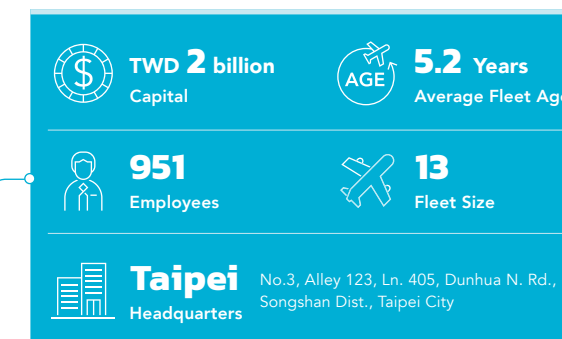 $
TWD 2 billion
Capital
AGE
5.2 Years
Average Fleet Age
951
Employees
13
Fleet Size
Taipei
Headquarters
No.3, Alley 123, Ln. 405, Dunhua N. Rd.,
Songshan Dist., Taipei City